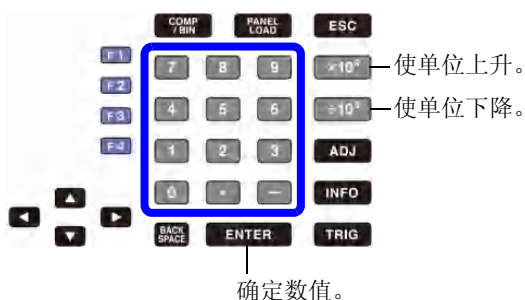 COMP / BIN PANEL LOAD ESC
F1 7 8 9 ×10³ 使单位上升。
F2
4 5 6 ÷10³ 使单位下降。
F3
F4 1 2 3 ADJ
0 . − INFO
BACK SPACE ENTER TRIG
确定数值。